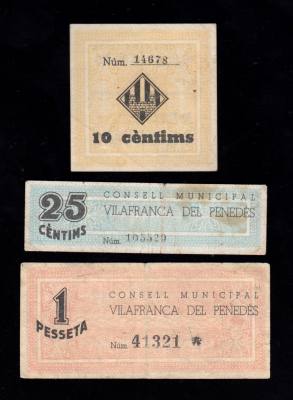 Núm. 14678
10 cèntims
25
CÈNTIMS
CONSELL MUNICIPAL
VILAFRANCA DEL PENEDÈS
Núm. 105529
1
PESSETA
CONSELL MUNICIPAL
VILAFRANCA DEL PENEDÈS
Núm. 41321 *